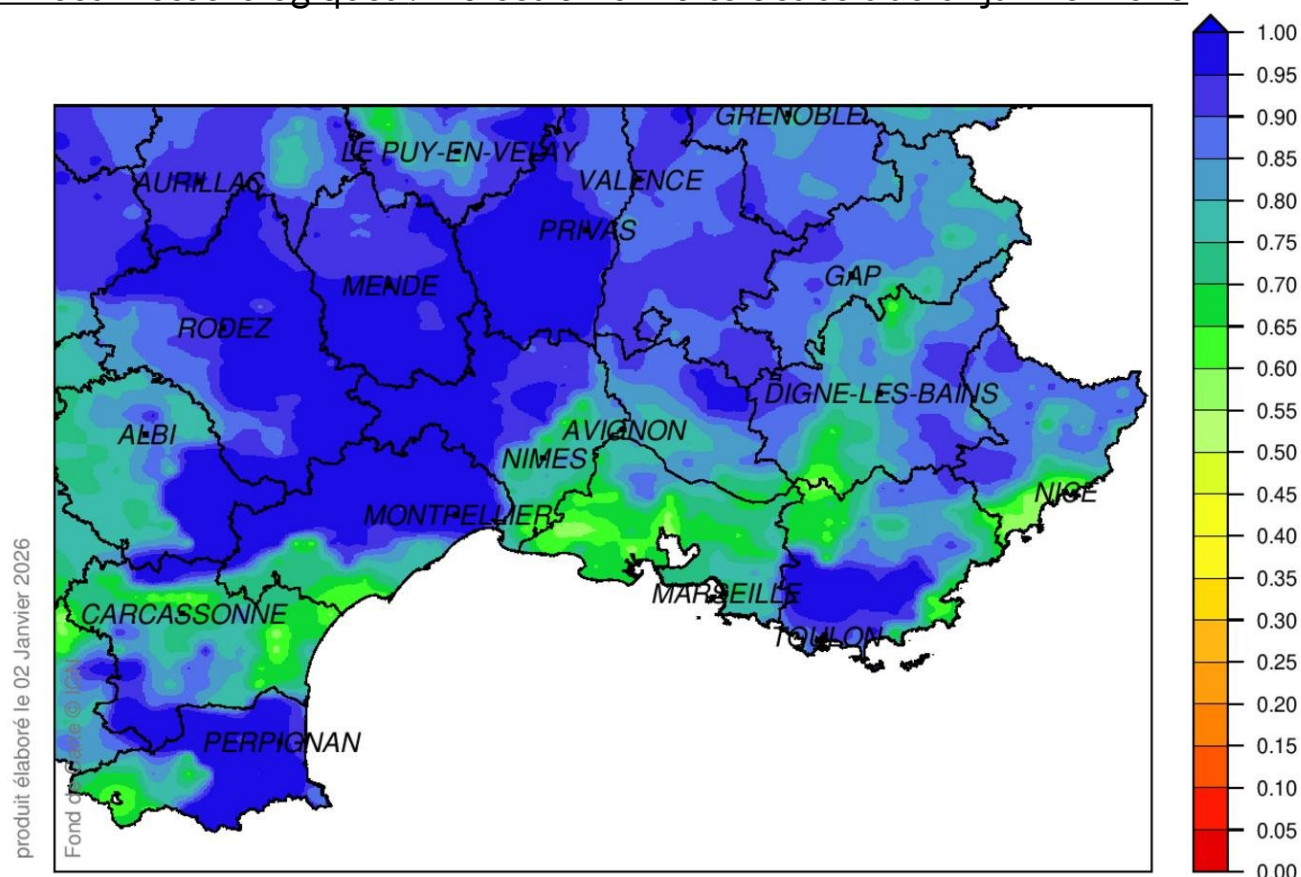 1.00
0.95
GRENOBLE
0.90
LE PUY-EN-VELAY
0.85
AURILLAC
VALENCE
0.80
PRIVAS
0.75
MENDE
GAP
0.70
RODEZ
0.65
0.60
DIGNE-LES-BAINS
0.55
ALBI
AVIGNON
0.50
NIMES
0.45
NICE
MONTPELLIER
0.40
0.35
CARCASSONNE
MARSEILLE
0.30
TOULON
0.25
0.20
PERPIGNAN
0.15
0.10
0.05
0.00
produit élaboré le 02 Janvier 2026
Fond de carte © IGN